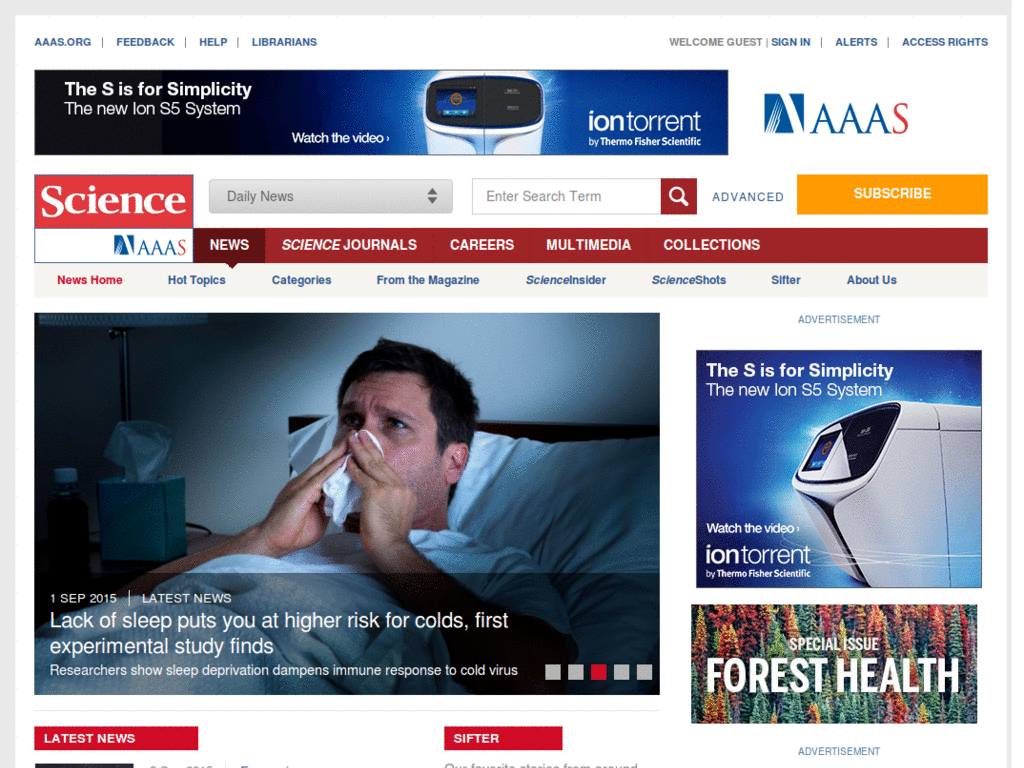 AAAS.ORG | FEEDBACK | HELP | LIBRARIANS
WELCOME GUEST | SIGN IN | ALERTS | ACCESS RIGHTS
The S is for Simplicity
The new Ion S5 System
Watch the video ›
iontorrent
by Thermo Fisher Scientific
AAAS
Science
AAAS
Daily News
Enter Search Term
ADVANCED
SUBSCRIBE
NEWS SCIENCE JOURNALS CAREERS MULTIMEDIA COLLECTIONS
News Home Hot Topics Categories From the Magazine ScienceInsider ScienceShots Sifter About Us
1 SEP 2015 | LATEST NEWS
Lack of sleep puts you at higher risk for colds, first
experimental study finds
Researchers show sleep deprivation dampens immune response to cold virus
ADVERTISEMENT
The S is for Simplicity
The new Ion S5 System
Watch the video ›
iontorrent
by Thermo Fisher Scientific
SPECIAL ISSUE
FOREST HEALTH
ADVERTISEMENT
LATEST NEWS
SIFTER
Our favorite stories from around